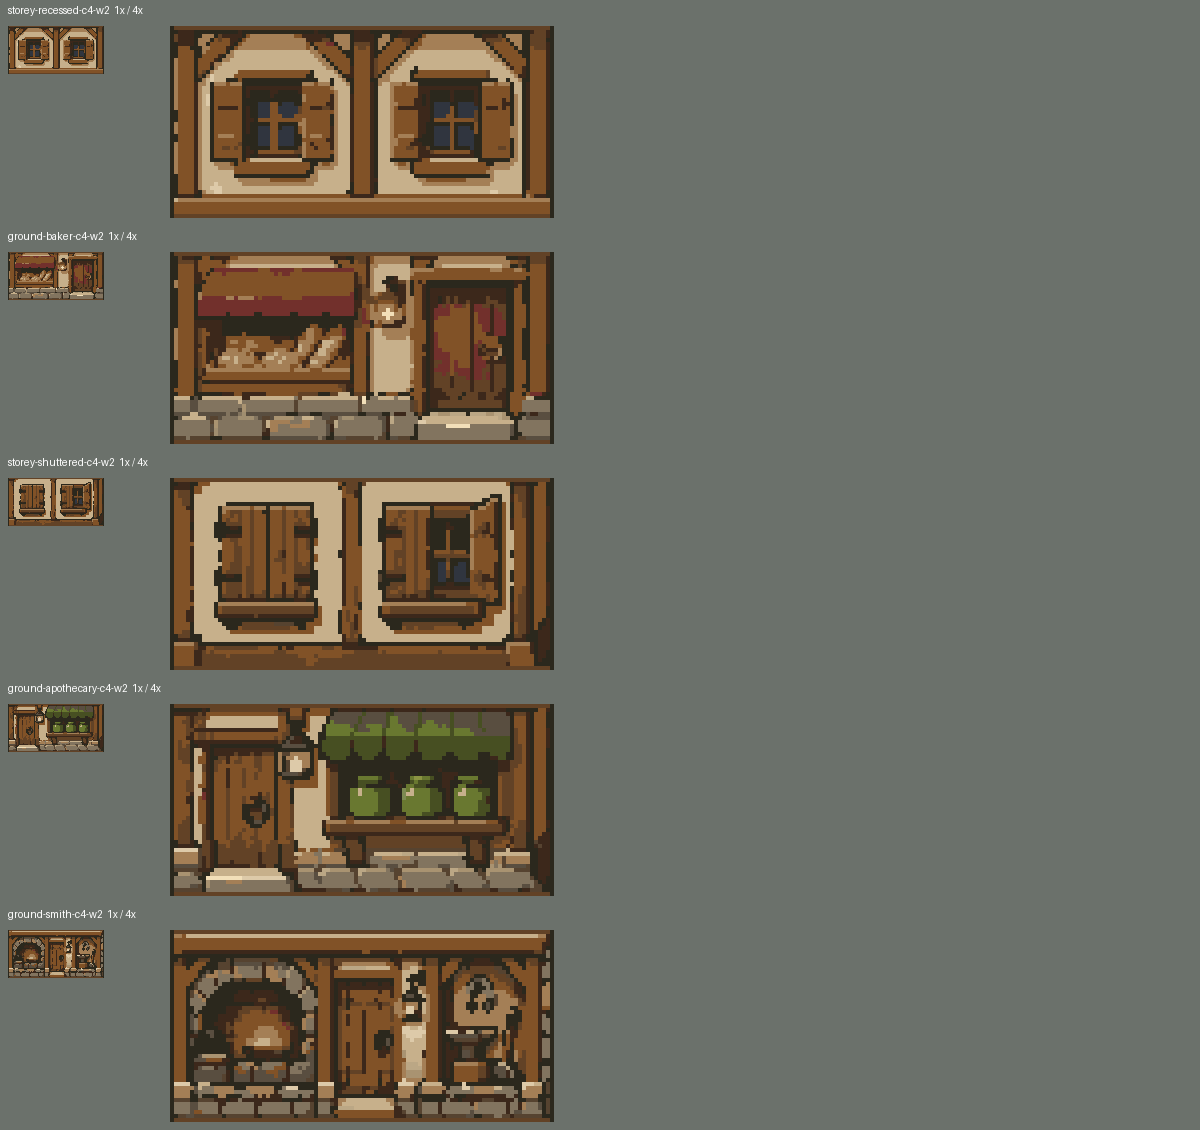 storey-recessed-c4-w2 1x / 4x
ground-baker-c4-w2 1x / 4x
storey-shuttered-c4-w2 1x / 4x
ground-apothecary-c4-w2 1x / 4x
ground-smith-c4-w2 1x / 4x